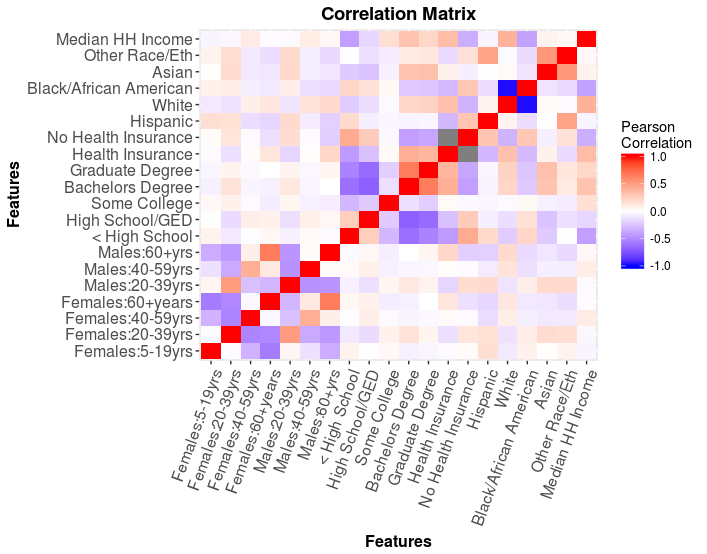 Correlation Matrix
Features
Median HH Income
Other Race/Eth
Asian
Black/African American
White
Hispanic
No Health Insurance
Health Insurance
Graduate Degree
Bachelors Degree
Some College
High School/GED
< High School
Males:60+yrs
Males:40-59yrs
Males:20-39yrs
Females:60+years
Females:40-59yrs
Females:20-39yrs
Females:5-19yrs
Females:5-19yrs
Females:20-39yrs
Females:40-59yrs
Females:60+years
Males:20-39yrs
Males:40-59yrs
Males:60+yrs
< High School
High School/GED
Some College
Bachelors Degree
Graduate Degree
Health Insurance
No Health Insurance
Hispanic
White
Black/African American
Asian
Other Race/Eth
Median HH Income
Features
Pearson
Correlation
1.0
0.5
0.0
-0.5
-1.0